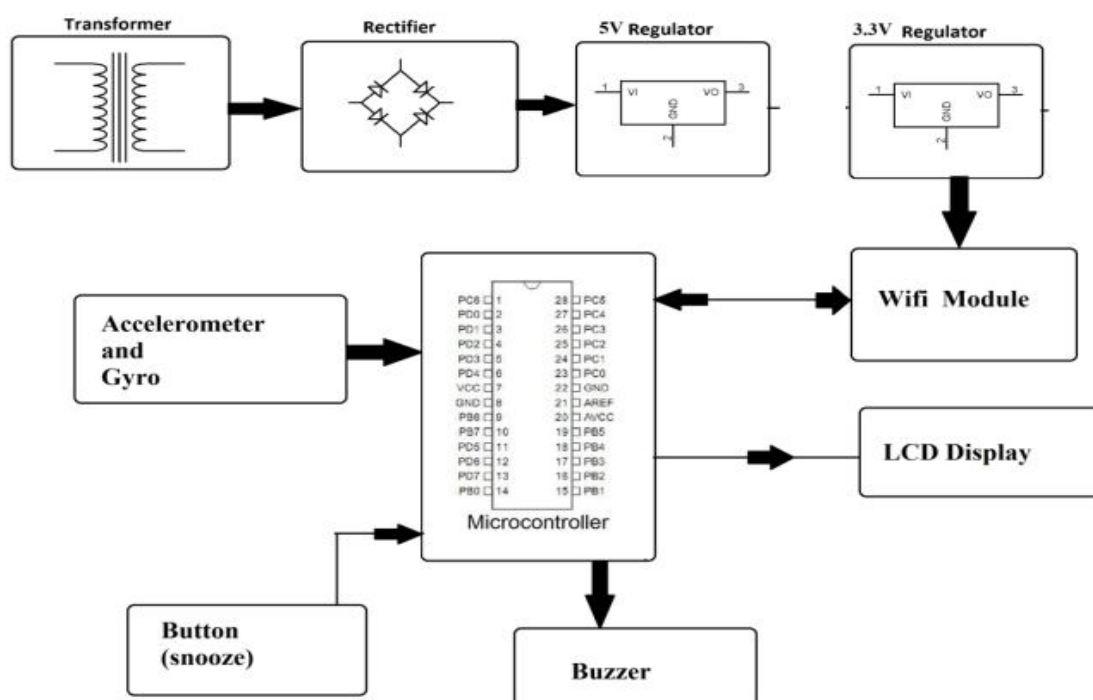 Transformer
Rectifier
5V Regulator
3.3V Regulator
1 VI VO 3
GND
2
1 VI VO 3
GND
2
Wifi Module
Accelerometer
and
Gyro
PC6 1 28 PC5
PD0 2 27 PC4
PD1 3 26 PC3
PD2 4 25 PC2
PD3 5 24 PC1
PD4 6 23 PC0
VCC 7 22 GND
GND 8 21 AREF
PB6 9 20 AVCC
PB7 10 19 PB5
PD5 11 18 PB4
PD6 12 17 PB3
PD7 13 16 PB2
PB0 14 15 PB1
Microcontroller
LCD Display
Button
(snooze)
Buzzer